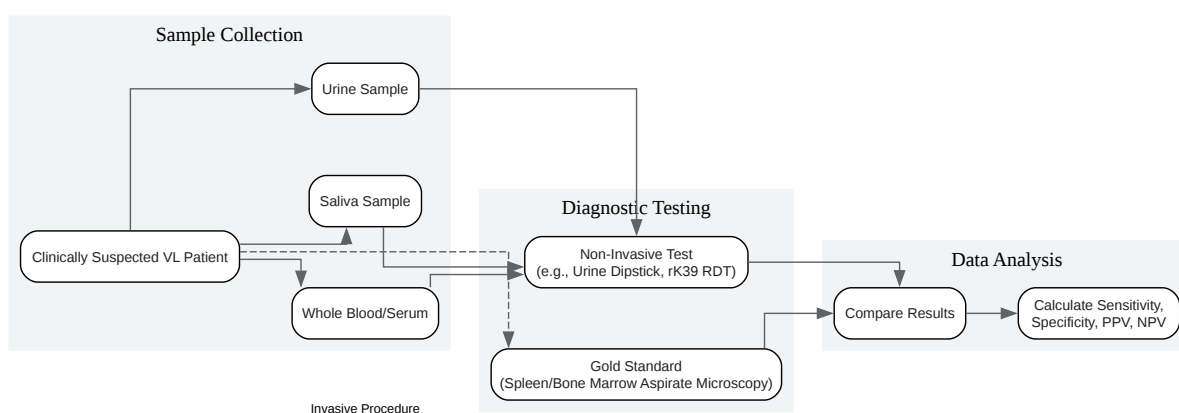 Sample Collection
Urine Sample
Saliva Sample
Clinically Suspected VL Patient
Whole Blood/Serum
Invasive Procedure
Diagnostic Testing
Non-Invasive Test
(e.g., Urine Dipstick, rK39 RDT)
Gold Standard
(Spleen/Bone Marrow Aspirate Microscopy)
Data Analysis
Compare Results
Calculate Sensitivity,
Specificity, PPV, NPV